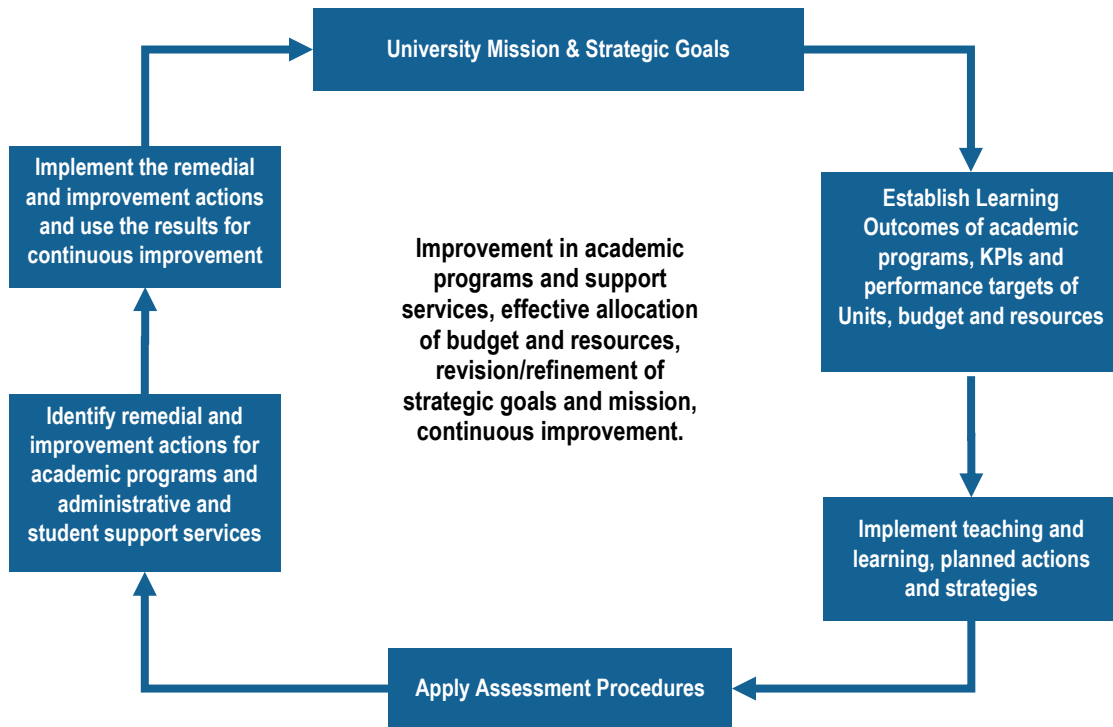 University Mission & Strategic Goals
Establish Learning
Outcomes of academic
programs, KPIs and
performance targets of
Units, budget and resources
Implement teaching and
learning, planned actions
and strategies
Apply Assessment Procedures
Identify remedial and
improvement actions for
academic programs and
administrative and
student support services
Implement the remedial
and improvement actions
and use the results for
continuous improvement
Improvement in academic
programs and support
services, effective allocation
of budget and resources,
revision/refinement of
strategic goals and mission,
continuous improvement.